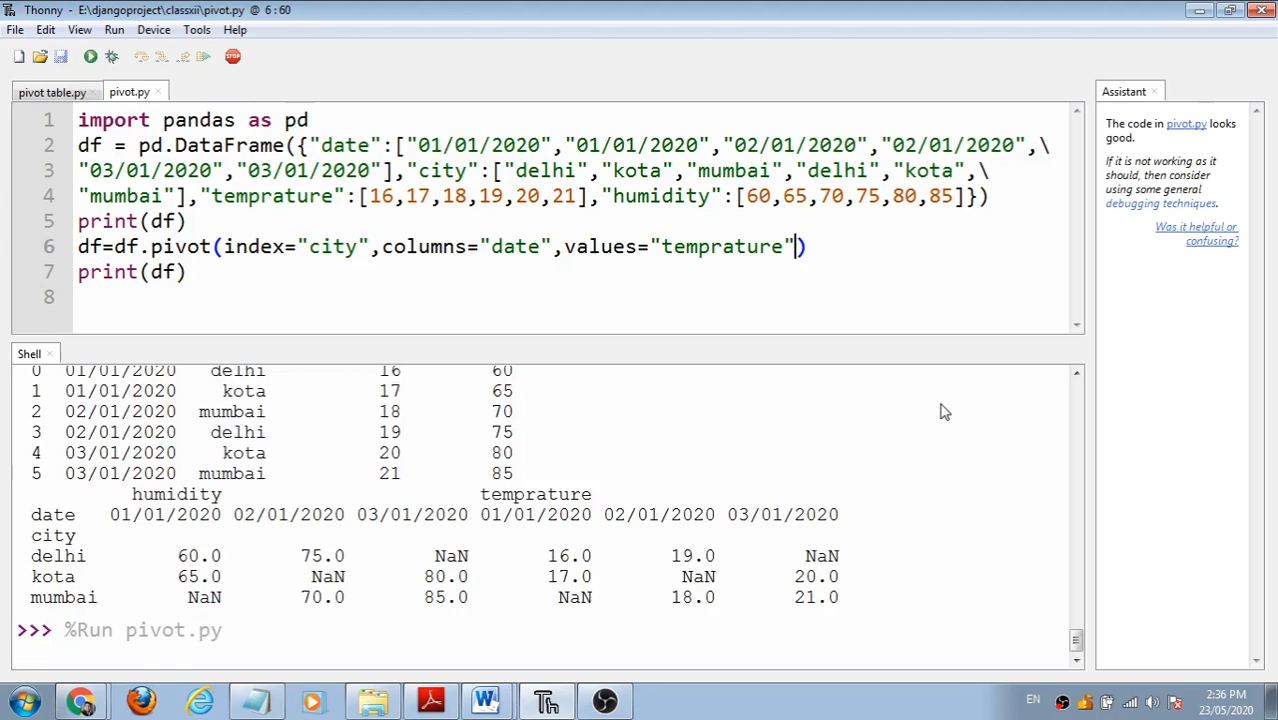 Thonny - E:\djangoproject\classxii\pivot.py @ 6:60
File Edit View Run Device Tools Help
STOP
pivot table.py pivot.py
1 import pandas as pd
2 df = pd.DataFrame({"date":["01/01/2020","01/01/2020","02/01/2020","02/01/2020",\
3 "03/01/2020","03/01/2020"],"city":["delhi","kota","mumbai","delhi","kota",\
4 "mumbai"],"temprature":[16,17,18,19,20,21],"humidity":[60,65,70,75,80,85]})
5 print(df)
6 df=df.pivot(index="city",columns="date",values="temprature")
7 print(df)
8
Assistant
The code in pivot.py looks
good.
If it is not working as it
should, then consider
using some general
debugging techniques.
Was it helpful or
confusing?
Shell
0 01/01/2020 delhi 16 60
1 01/01/2020 kota 17 65
2 02/01/2020 mumbai 18 70
3 02/01/2020 delhi 19 75
4 03/01/2020 kota 20 80
5 03/01/2020 mumbai 21 85
humidity temprature
date 01/01/2020 02/01/2020 03/01/2020 01/01/2020 02/01/2020 03/01/2020
city
delhi 60.0 75.0 NaN 16.0 19.0 NaN
kota 65.0 NaN 80.0 17.0 NaN 20.0
mumbai NaN 70.0 85.0 NaN 18.0 21.0
>>> %Run pivot.py
Th
EN
2:36 PM
23/05/2020